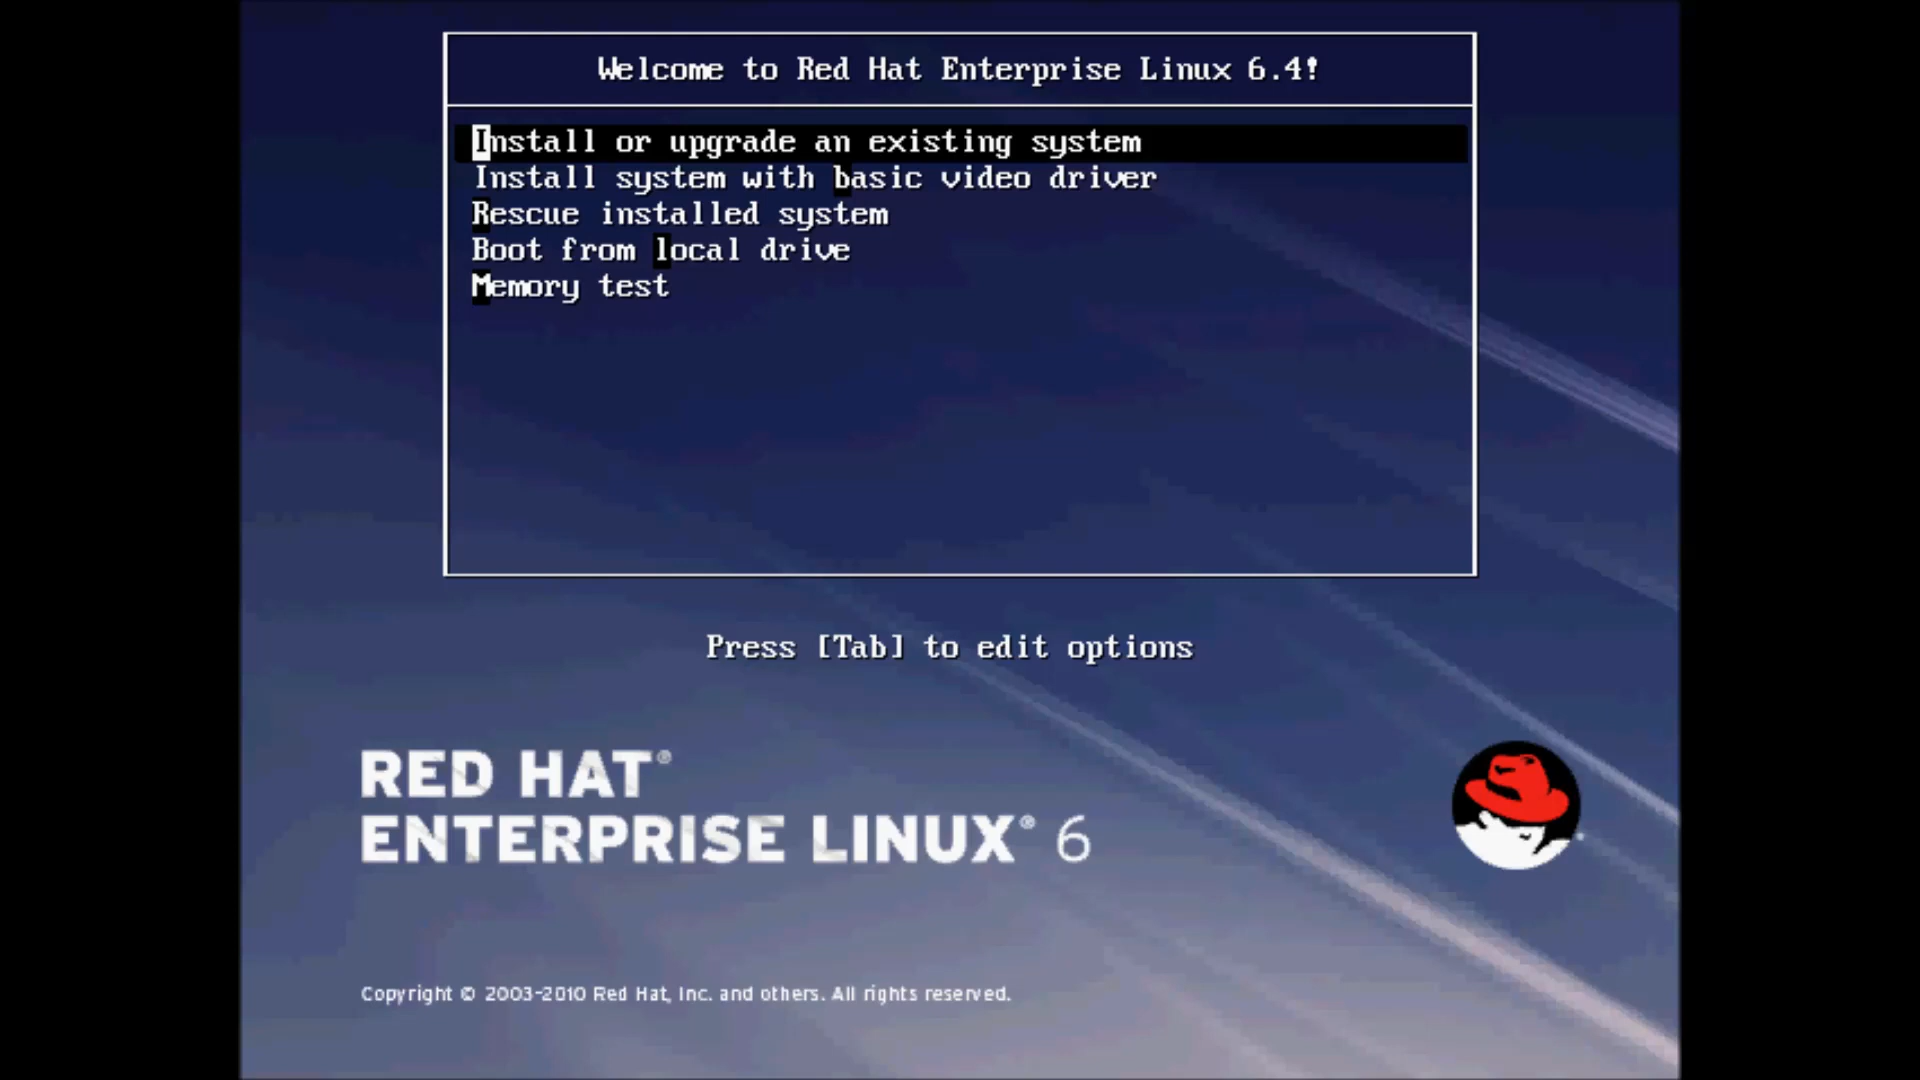 Welcome to Red Hat Enterprise Linux 6.4!
Install or upgrade an existing system
Install system with basic video driver
Rescue installed system
Boot from local drive
Memory test
Press [Tab] to edit options
RED HAT®
ENTERPRISE LINUX® 6
Copyright © 2003-2010 Red Hat, Inc. and others. All rights reserved.